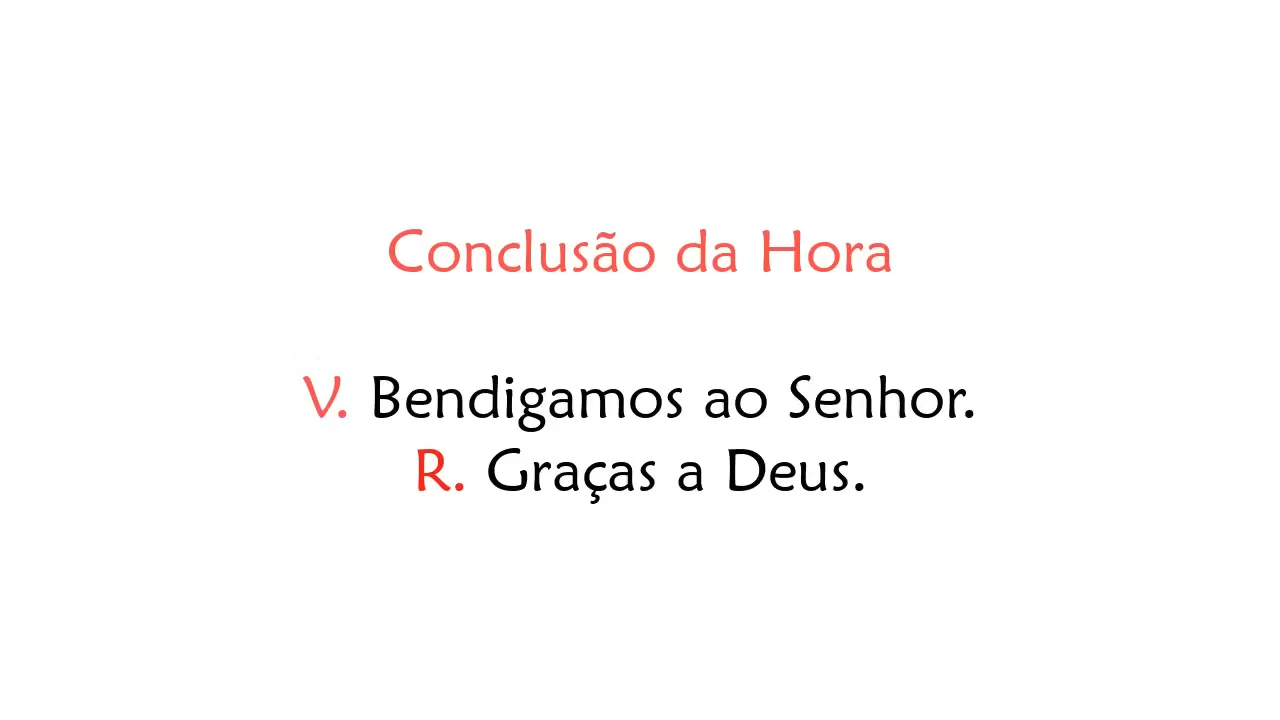 Conclusão da Hora
V. Bendigamos ao Senhor.
R. Graças a Deus.